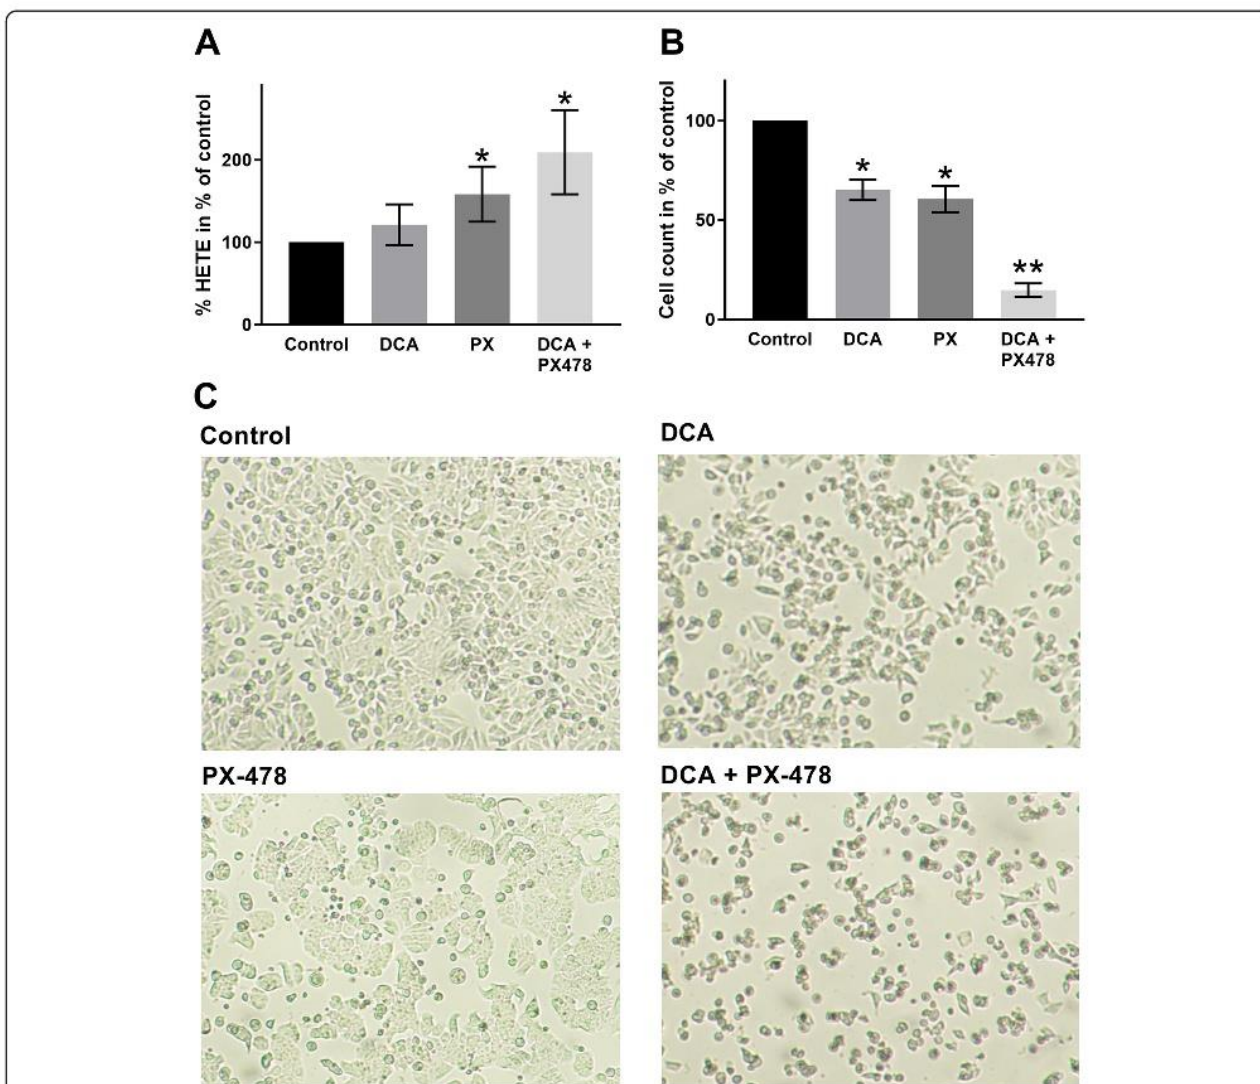 A
% HETE in % of control
200
100
0
*
*
Control
DCA
PX
DCA +
PX478
B
Cell count in % of control
100
50
0
*
*
**
Control
DCA
PX
DCA +
PX478
C
Control
DCA
PX-478
DCA + PX-478